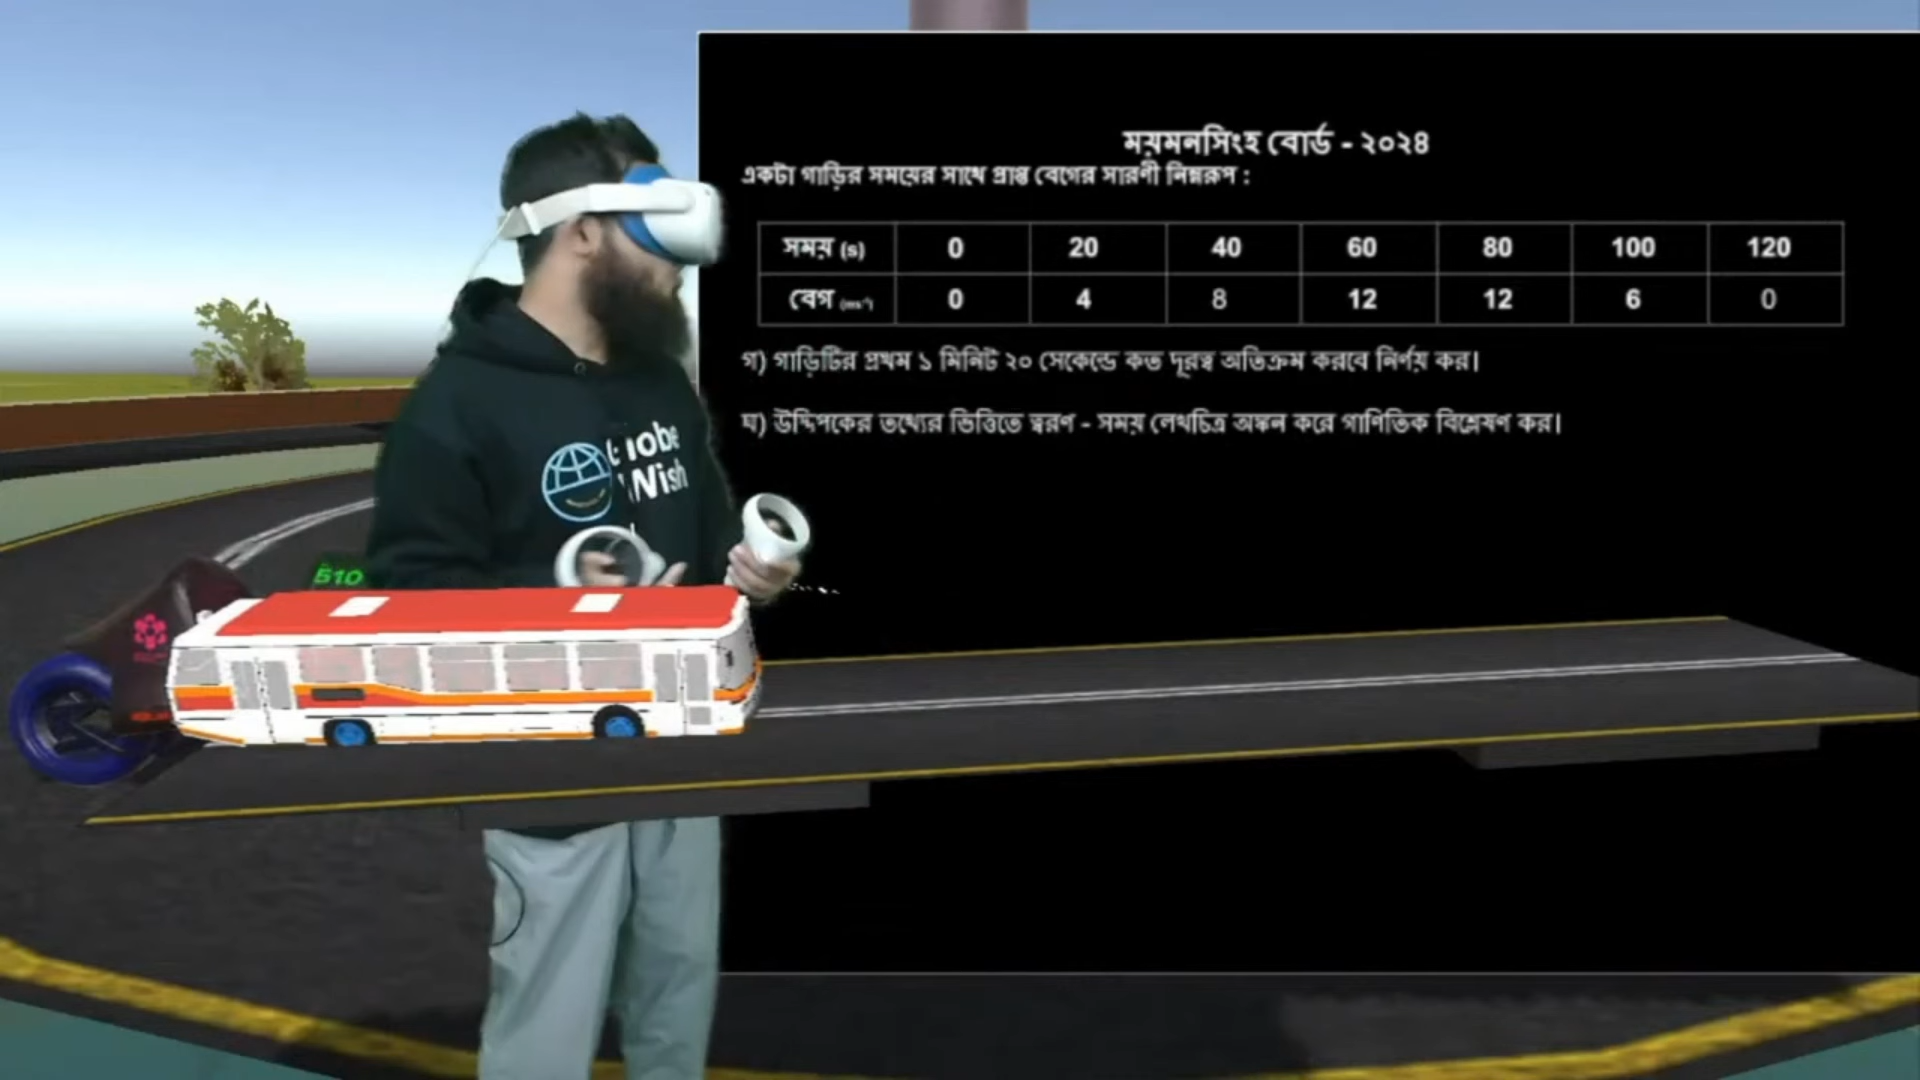 ময়মনসিংহ বোর্ড - ২০২৪
একটা গাড়ির সময়ের সাথে প্রাপ্ত বেগের সারণী নিম্নরূপ :
সময় (s) 0 20 40 60 80 100 120
বেগ (ms⁻¹) 0 4 8 12 12 6 0
গ) গাড়িটির প্রথম ১ মিনিট ২০ সেকেন্ডে কত দূরত্ব অতিক্রম করবে নির্ণয় কর।
ঘ) উদ্দিপকের তথ্যের ভিত্তিতে ত্বরণ - সময় লেখচিত্র অঙ্কন করে গাণিতিক বিশ্লেষণ কর।
Wish
510